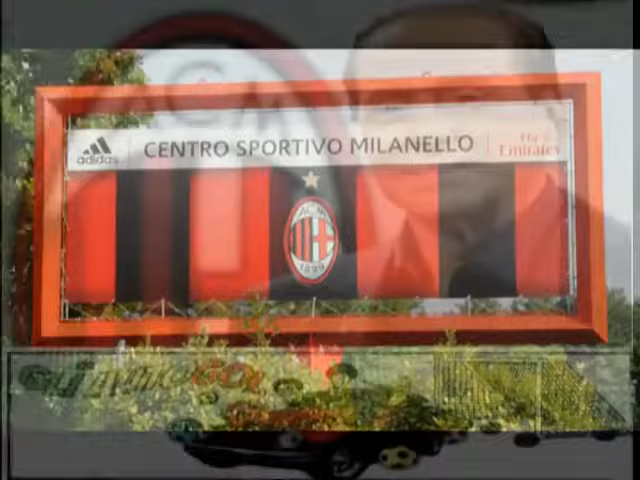 adidas
CENTRO SPORTIVO MILANELLO
Fly
Emirates
ACM
1899